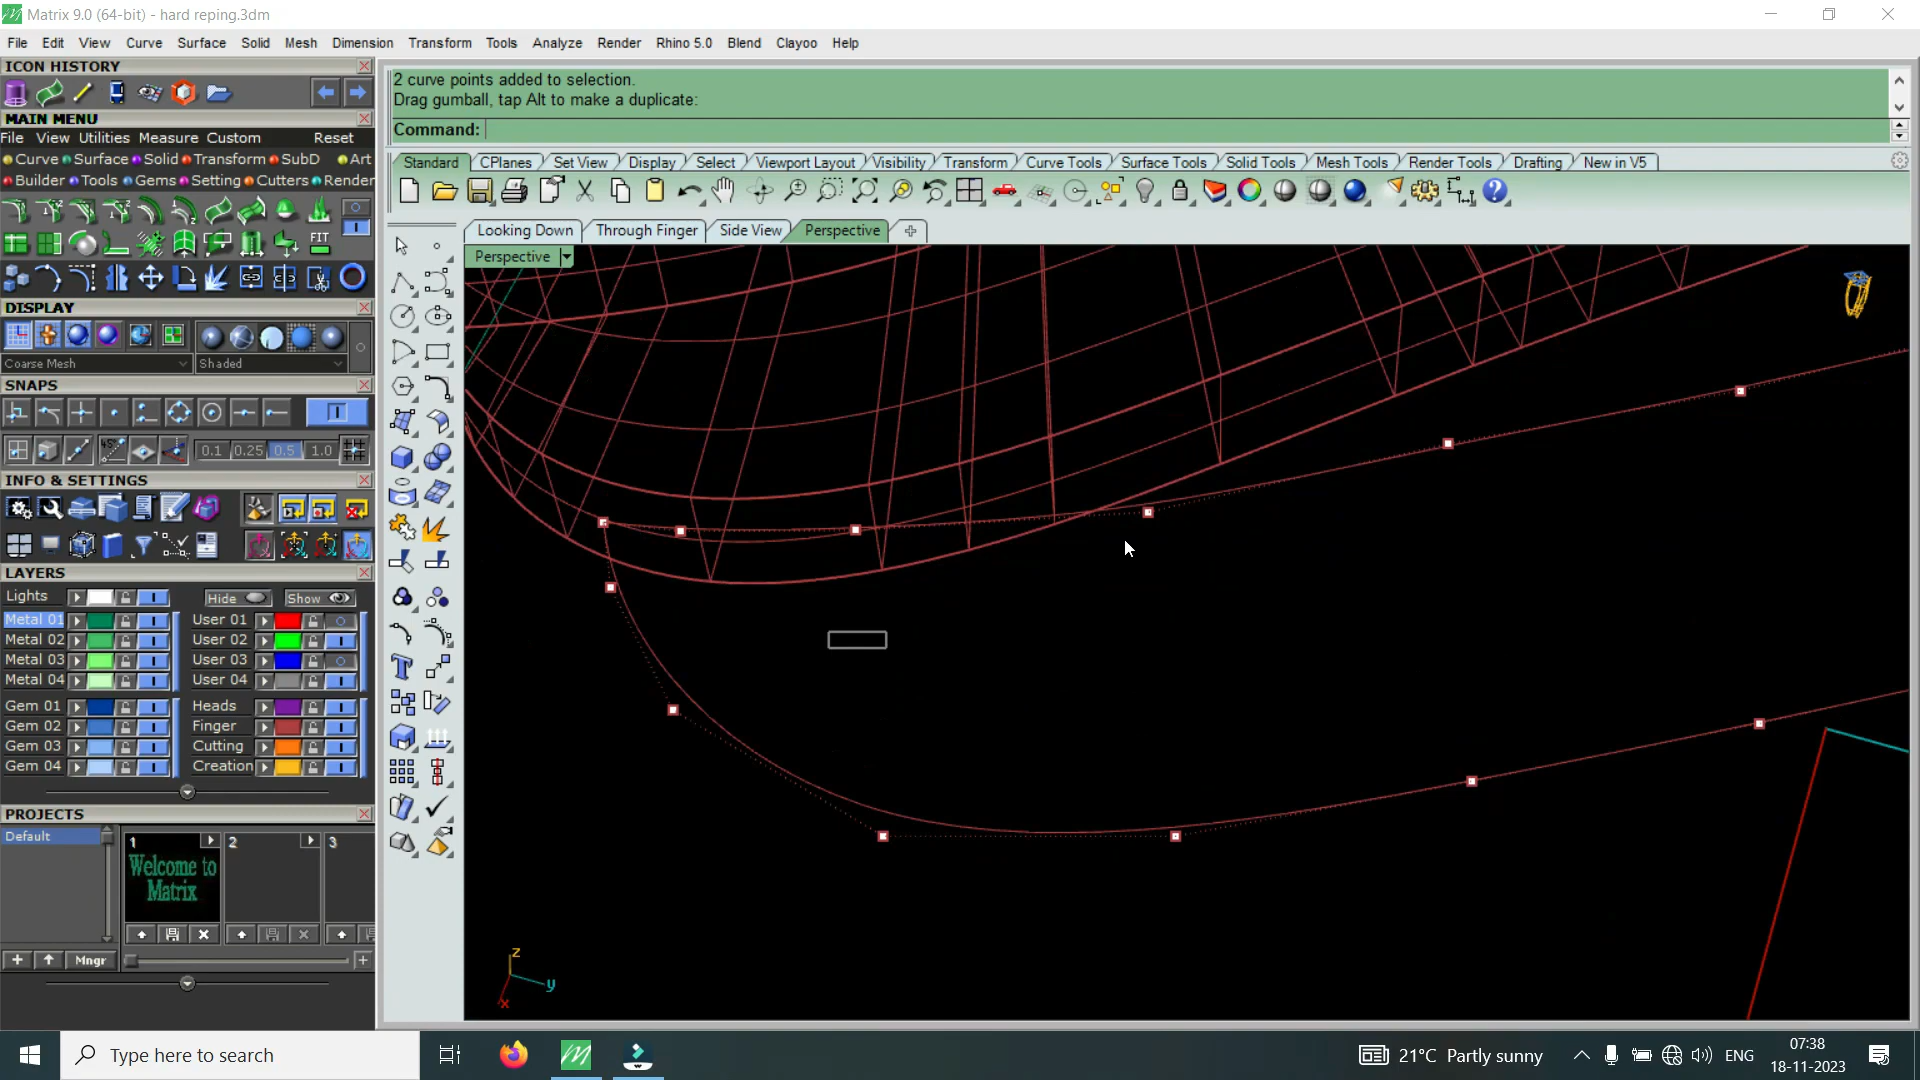 Matrix 9.0 (64-bit) - hard reping.3dm
File Edit View Curve Surface Solid Mesh Dimension Transform Tools Analyze Render Rhino 5.0 Blend Clayoo Help
ICON HISTORY
MAIN MENU
File View Utilities Measure Custom Reset
Curve Surface Solid Transform SubD Art
Builder Tools Gems Setting Cutters Render
FIT
DISPLAY
Coarse Mesh Shaded
SNAPS
0.1 0.25 0.5 1.0
INFO & SETTINGS
LAYERS
Lights Hide Show
Metal 01 User 01
Metal 02 User 02
Metal 03 User 03
Metal 04 User 04
Gem 01 Heads
Gem 02 Finger
Gem 03 Cutting
Gem 04 Creation
PROJECTS
Default
1 2 3
Welcome to
Matrix
Mngr
2 curve points added to selection.
Drag gumball, tap Alt to make a duplicate:
Command:
Standard CPlanes Set View Display Select Viewport Layout Visibility Transform Curve Tools Surface Tools Solid Tools Mesh Tools Render Tools Drafting New in V5
Looking Down Through Finger Side View Perspective
Perspective
z
y
x
Type here to search
21°C Partly sunny
ENG
07:38
18-11-2023